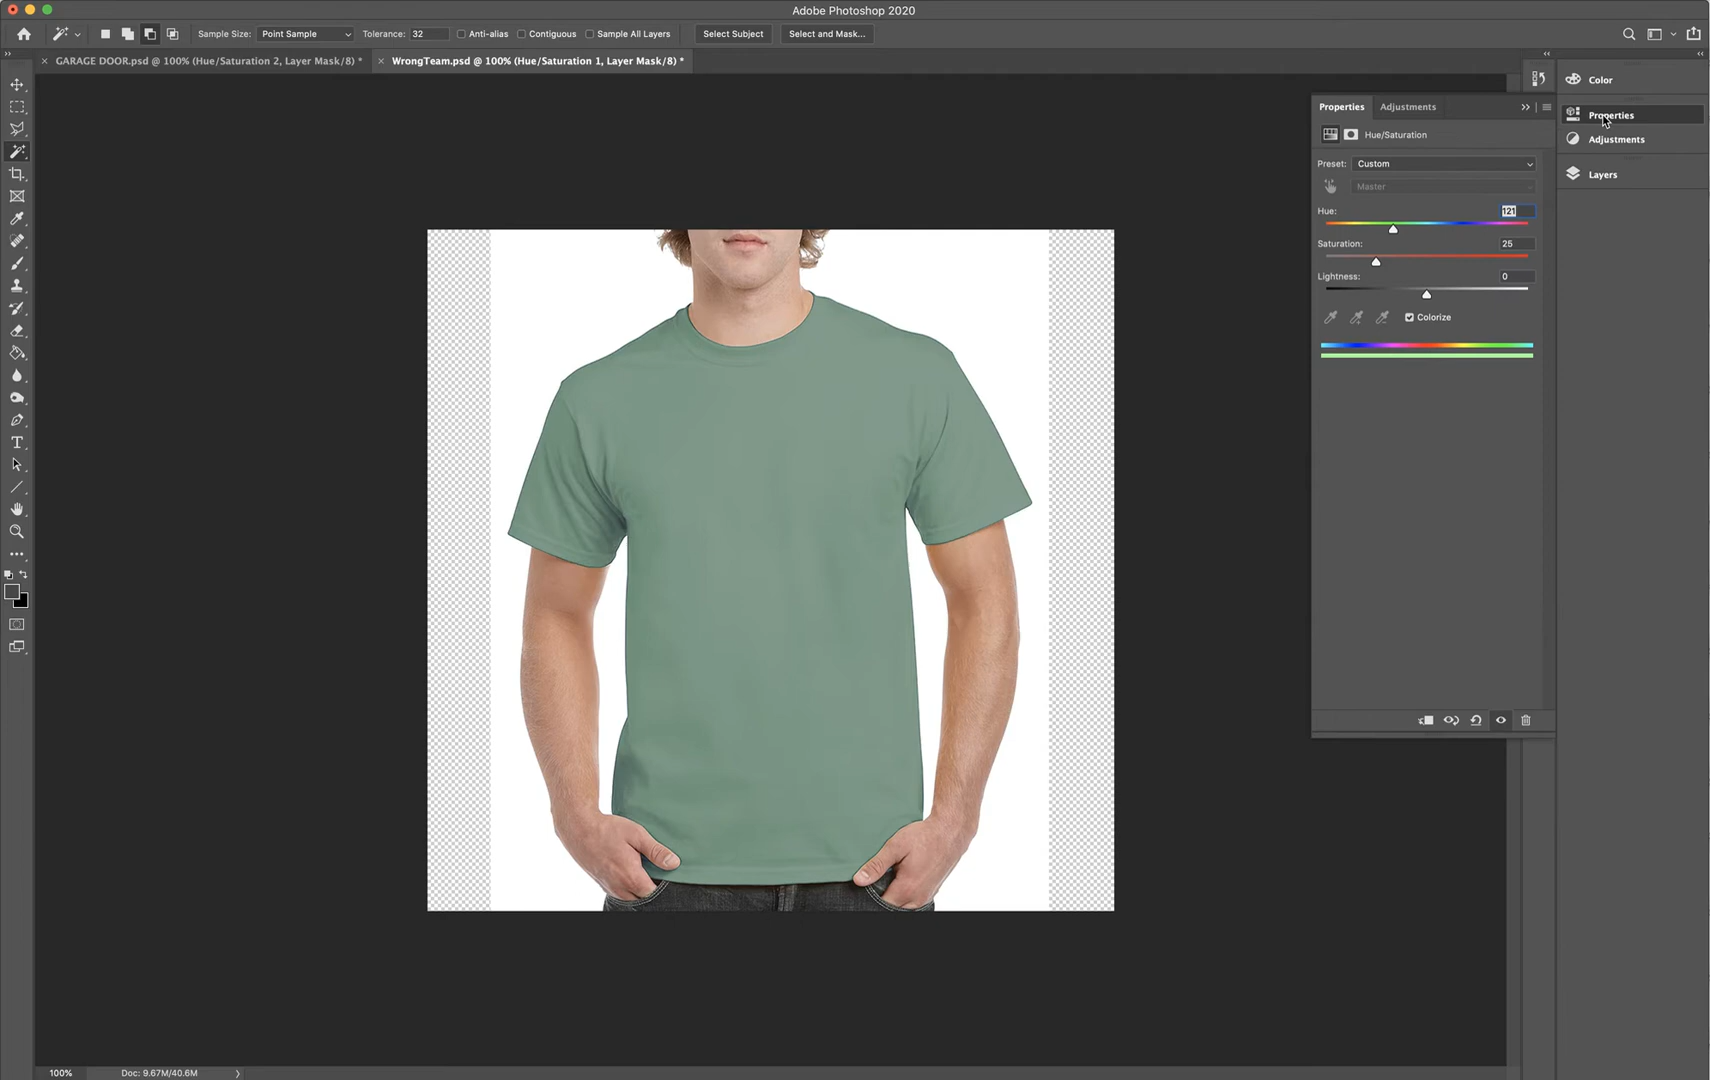 Adobe Photoshop 2020
Sample Size: Point Sample Tolerance: 32 Anti-alias Contiguous Sample All Layers Select Subject Select and Mask...
GARAGE DOOR.psd @ 100% (Hue/Saturation 2, Layer Mask/8) * WrongTeam.psd @ 100% (Hue/Saturation 1, Layer Mask/8) *
Color
Properties Adjustments
Properties
Hue/Saturation
Adjustments
Preset: Custom
Layers
Master
Hue: 121
Saturation: 25
Lightness: 0
Colorize
100% Doc: 9.67M/40.6M